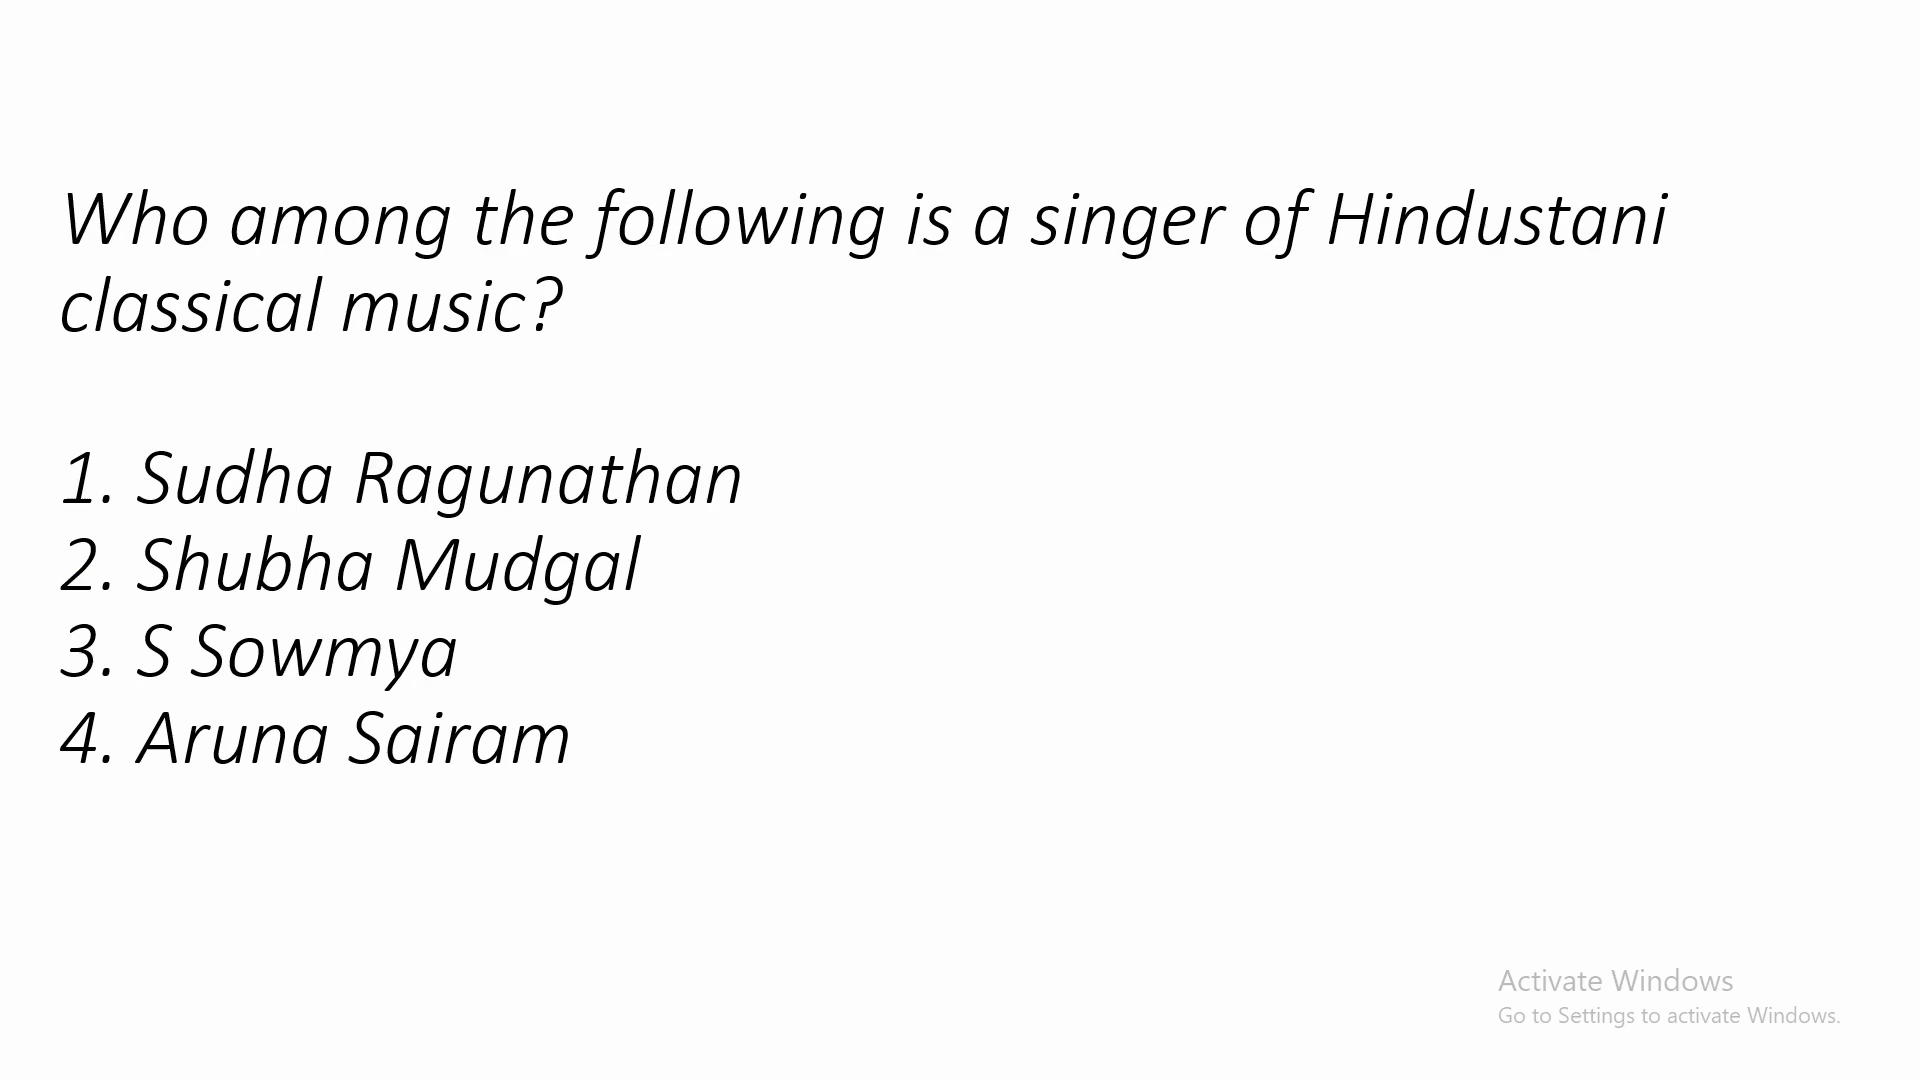 Who among the following is a singer of Hindustani
classical music?
1. Sudha Ragunathan
2. Shubha Mudgal
3. S Sowmya
4. Aruna Sairam
Activate Windows
Go to Settings to activate Windows.